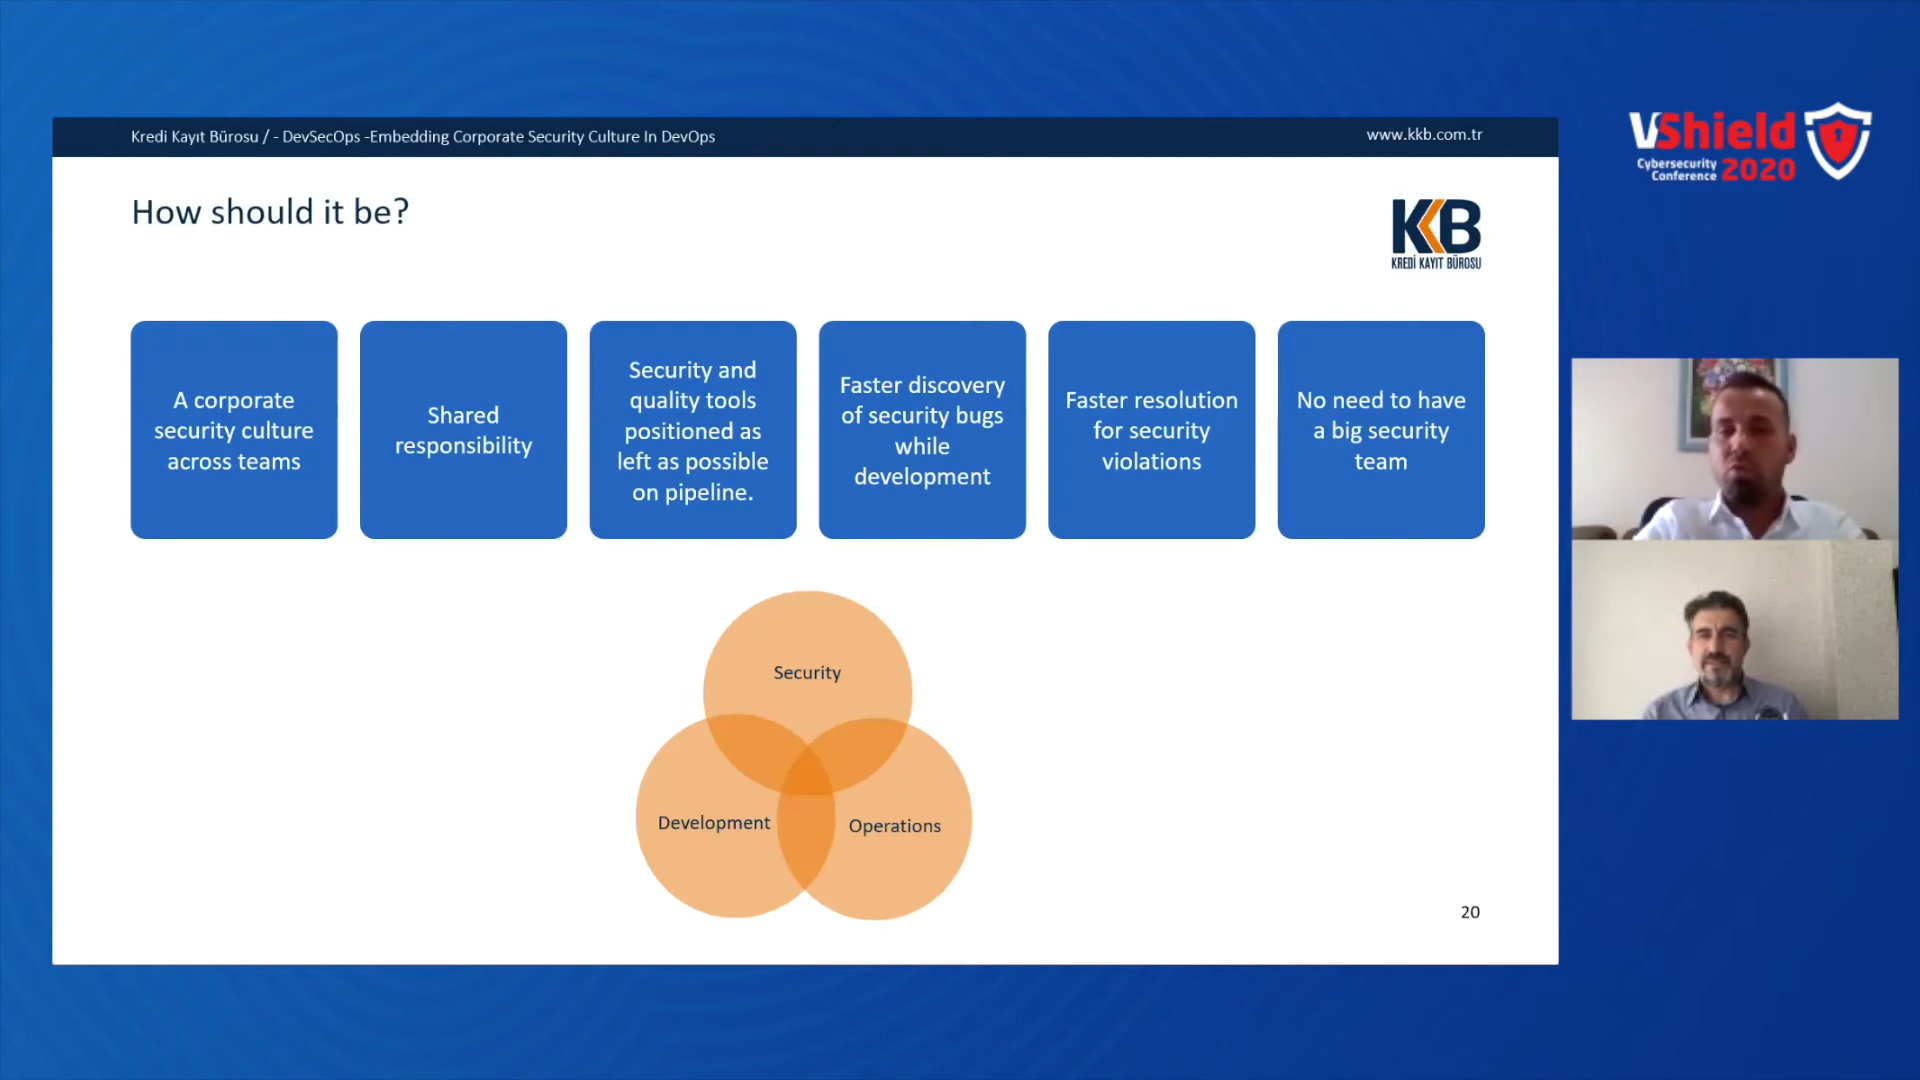 Kredi Kayıt Bürosu / - DevSecOps -Embedding Corporate Security Culture In DevOps
www.kkb.com.tr
VShield
Cybersecurity
Conference 2020
How should it be?
KKB
KREDİ KAYIT BÜROSU
A corporate
security culture
across teams
Shared
responsibility
Security and
quality tools
positioned as
left as possible
on pipeline.
Faster discovery
of security bugs
while
development
Faster resolution
for security
violations
No need to have
a big security
team
Security
Development
Operations
20